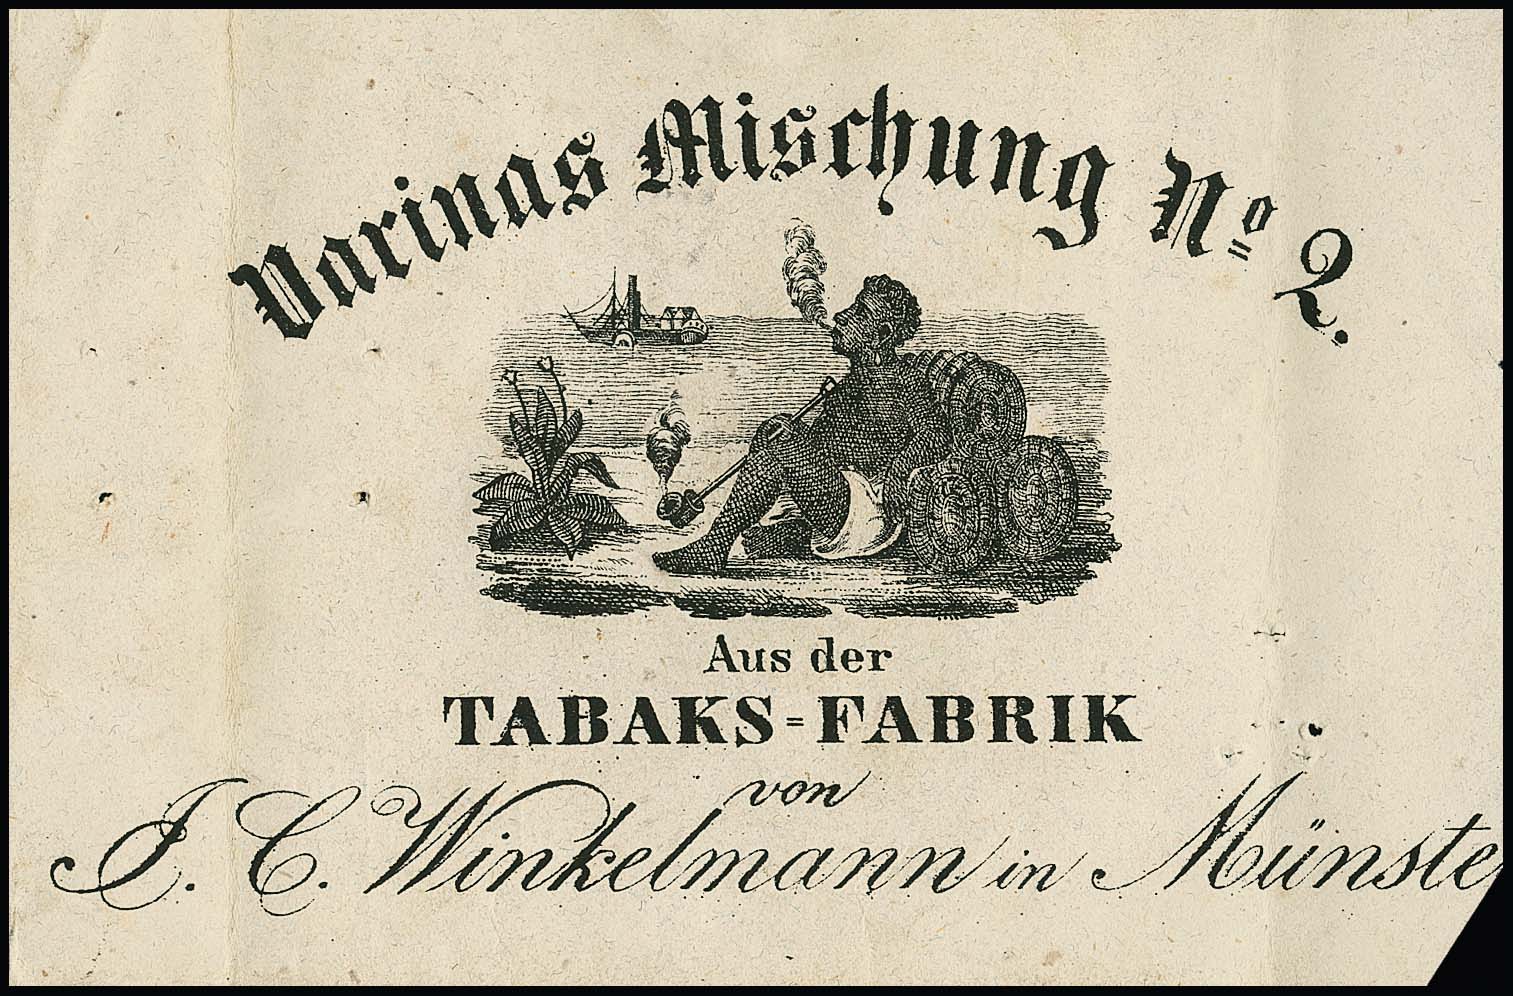 Varinas Mischung Nº 2.
Aus der
TABAKS=FABRIK
von
J. C. Winkelmann in Münste